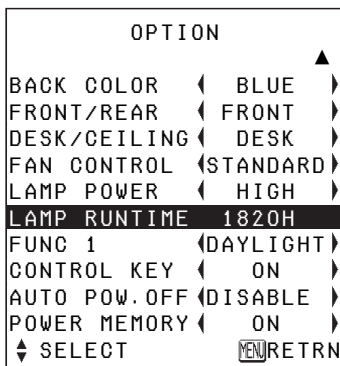 OPTION
▲
BACK COLOR ◀ BLUE ▶
FRONT/REAR ◀ FRONT ▶
DESK/CEILING ◀ DESK ▶
FAN CONTROL ◀STANDARD▶
LAMP POWER ◀ HIGH ▶
LAMP RUNTIME 1820H
FUNC 1 ◀DAYLIGHT▶
CONTROL KEY ◀ ON ▶
AUTO POW.OFF ◀DISABLE ▶
POWER MEMORY ◀ ON ▶
▲▼ SELECT MENU RETRN